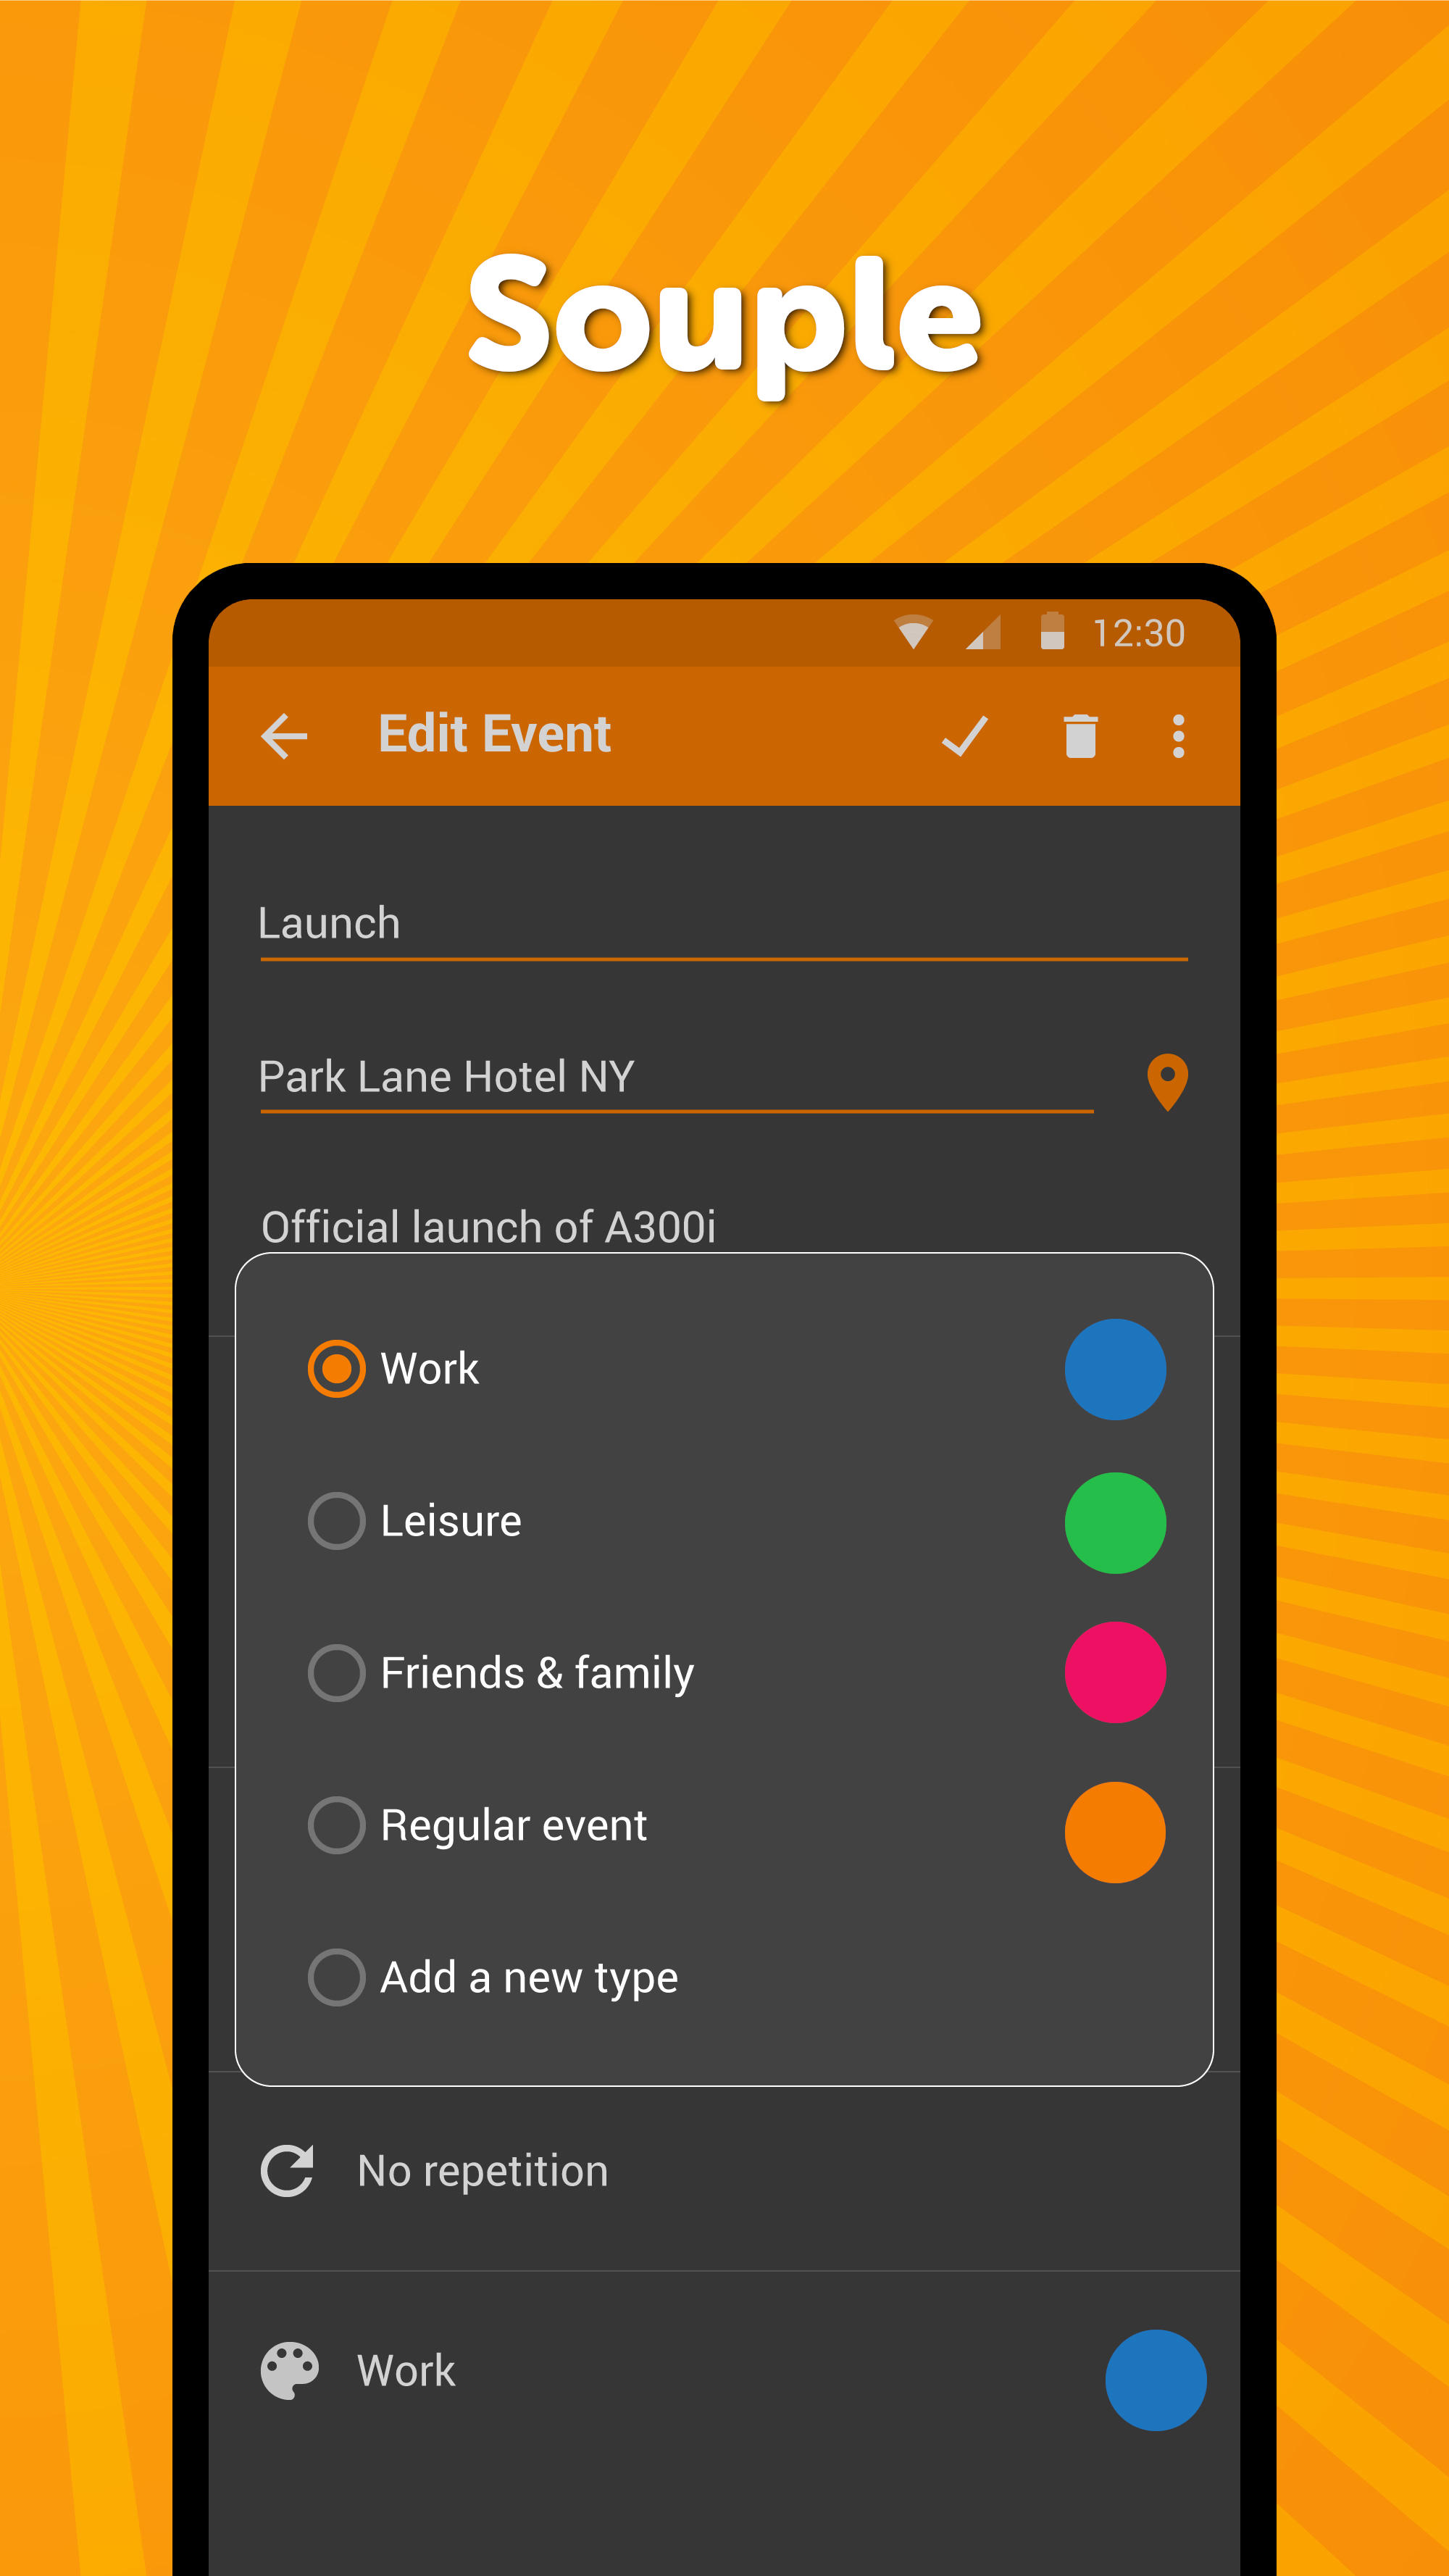 Souple
12:30
Edit Event
Launch
Park Lane Hotel NY
Official launch of A300i
Work
Leisure
Friends & family
Regular event
Add a new type
No repetition
Work